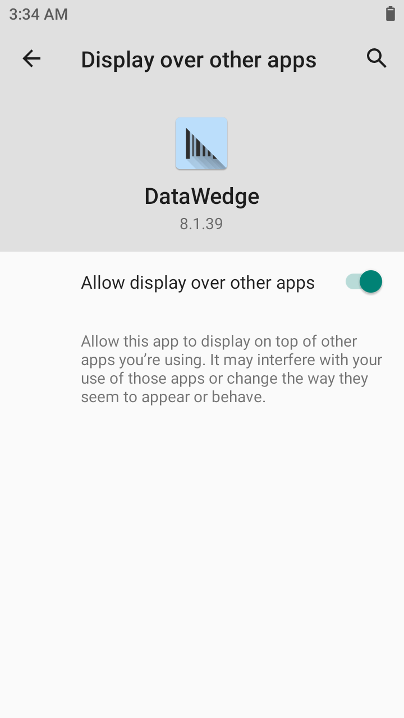 3:34 AM
Display over other apps
DataWedge
8.1.39
Allow display over other apps
Allow this app to display on top of other
apps you’re using. It may interfere with your
use of those apps or change the way they
seem to appear or behave.